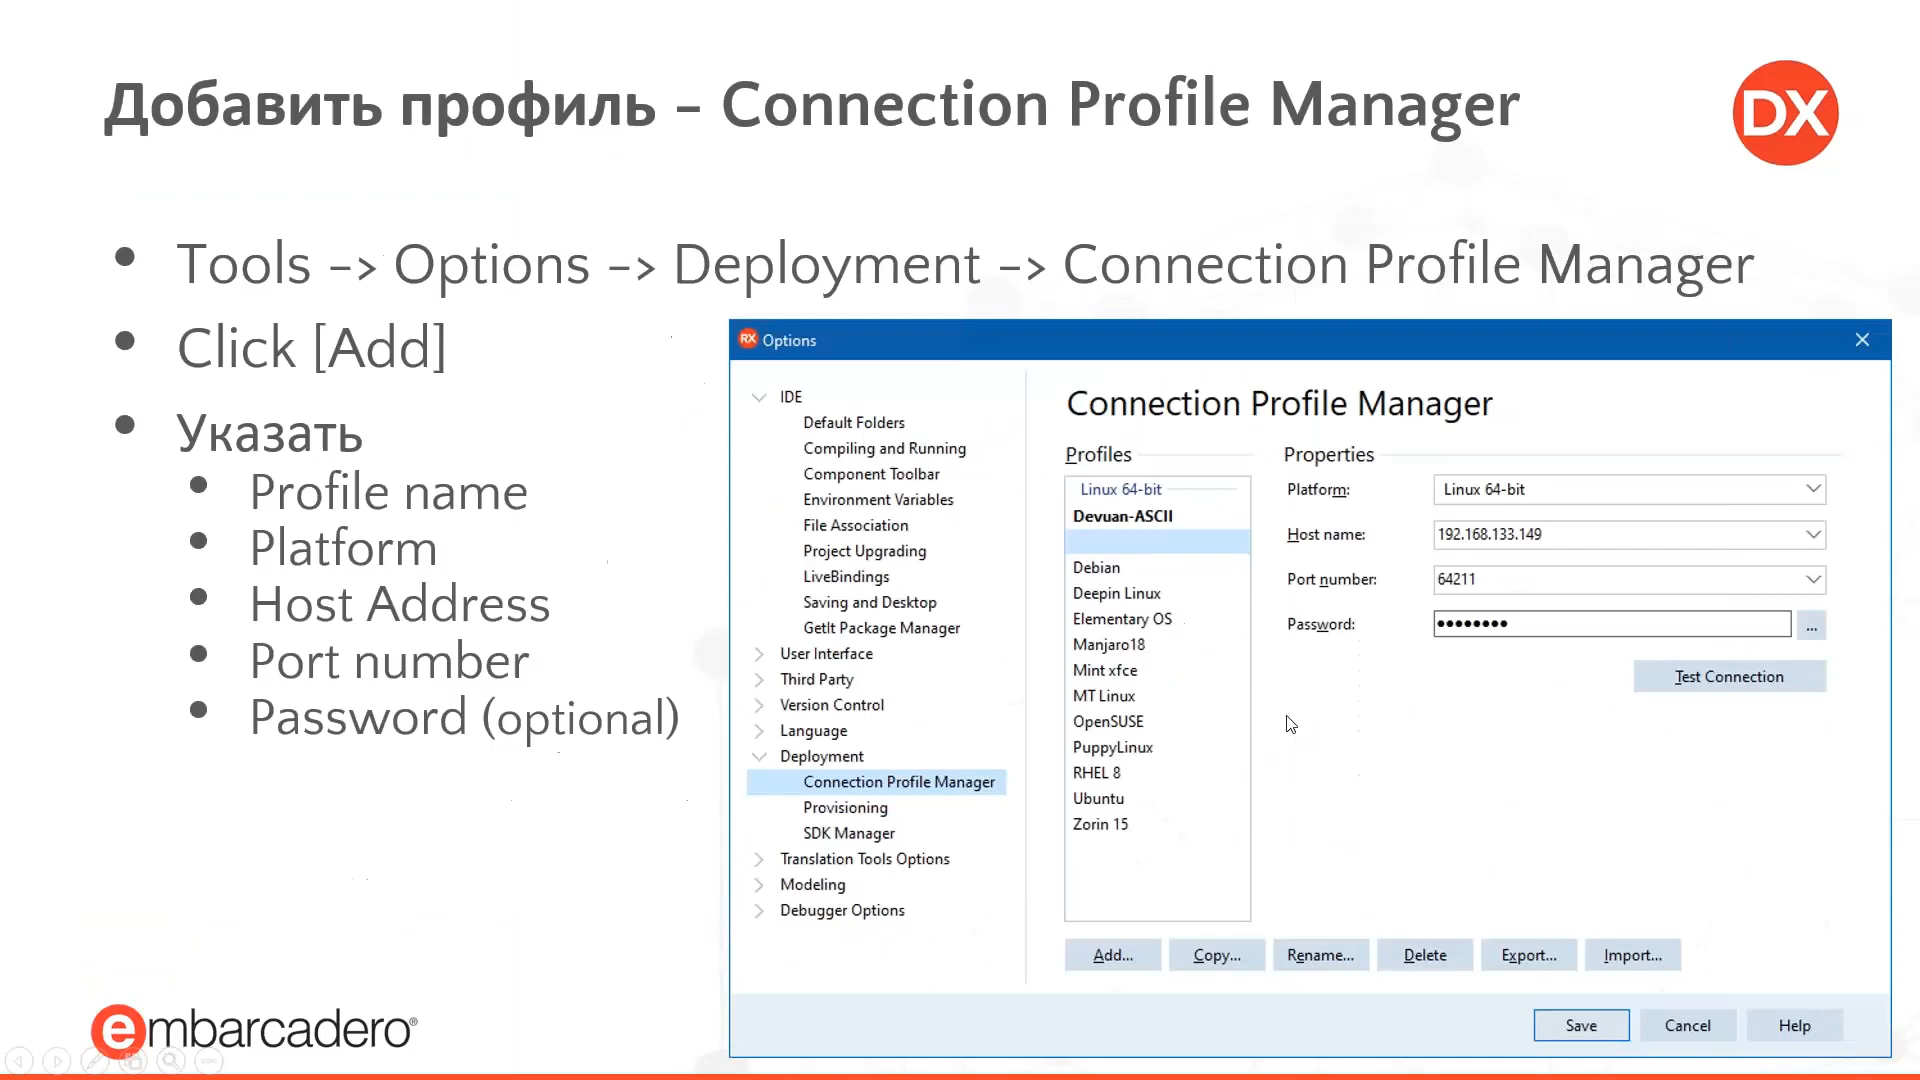 Добавить профиль – Connection Profile Manager
DX
• Tools -> Options -> Deployment -> Connection Profile Manager
• Click [Add]
• Указать
• Profile name
• Platform
• Host Address
• Port number
• Password (optional)
RX Options
IDE
Default Folders
Compiling and Running
Component Toolbar
Environment Variables
File Association
Project Upgrading
LiveBindings
Saving and Desktop
GetIt Package Manager
User Interface
Third Party
Version Control
Language
Deployment
Connection Profile Manager
Provisioning
SDK Manager
Translation Tools Options
Modeling
Debugger Options
Connection Profile Manager
Profiles
Linux 64-bit
Devuan-ASCII
Debian
Deepin Linux
Elementary OS
Manjaro18
Mint xfce
MT Linux
OpenSUSE
PuppyLinux
RHEL 8
Ubuntu
Zorin 15
Properties
Platform: Linux 64-bit
Host name: 192.168.133.149
Port number: 64211
Password: ●●●●●●●● ...
Test Connection
Add... Copy... Rename... Delete Export... Import...
Save Cancel Help
embarcadero®